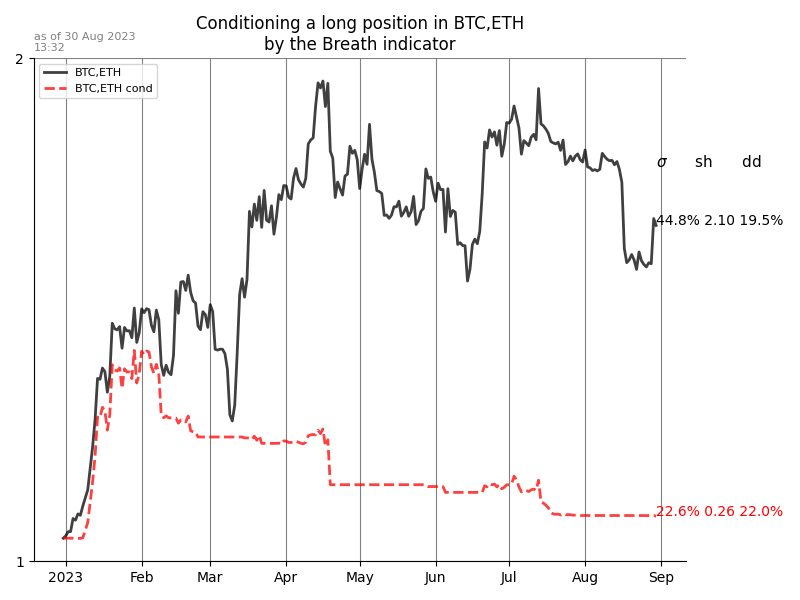 Conditioning a long position in BTC,ETH
by the Breath indicator
as of 30 Aug 2023
13:32
2
BTC,ETH
BTC,ETH cond
σ sh dd
44.8% 2.10 19.5%
22.6% 0.26 22.0%
1
2023 Feb Mar Apr May Jun Jul Aug Sep